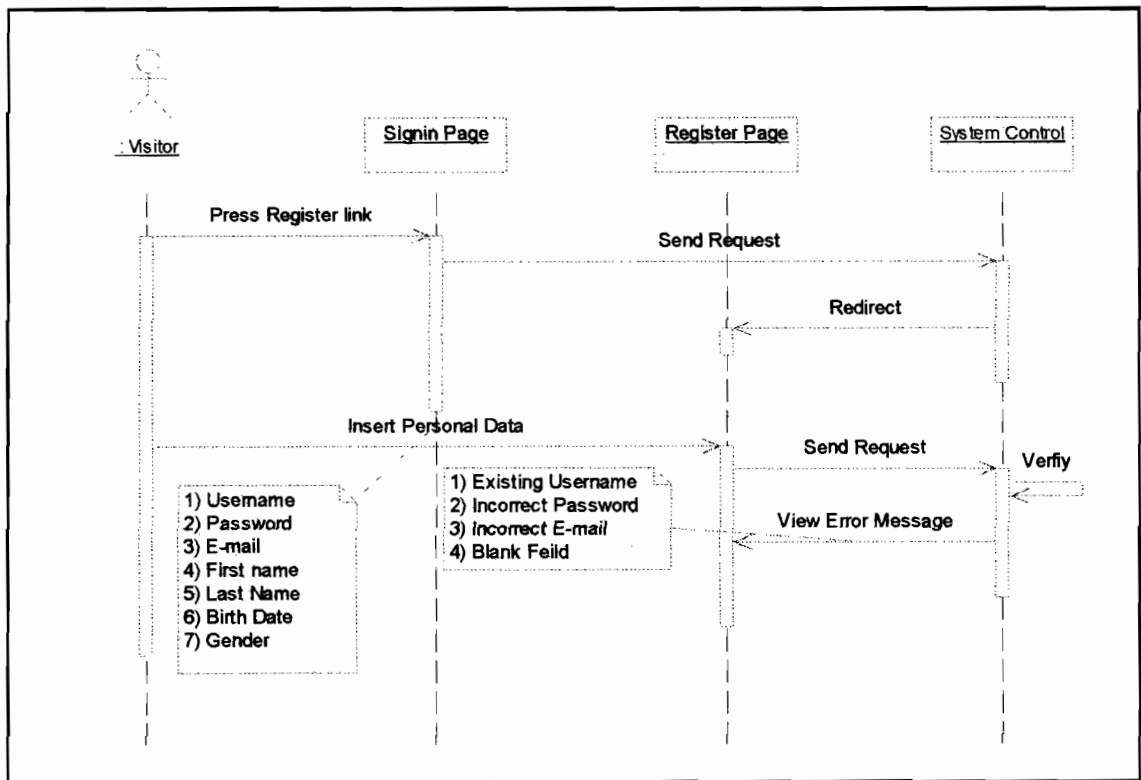 : Visitor
Signin Page
Register Page
System Control
Press Register link
Send Request
Redirect
Insert Personal Data
Send Request
Verfiy
1) Username
2) Password
3) E-mail
4) First name
5) Last Name
6) Birth Date
7) Gender
1) Existing Username
2) Incorrect Password
3) Incorrect E-mail
4) Blank Feild
View Error Message